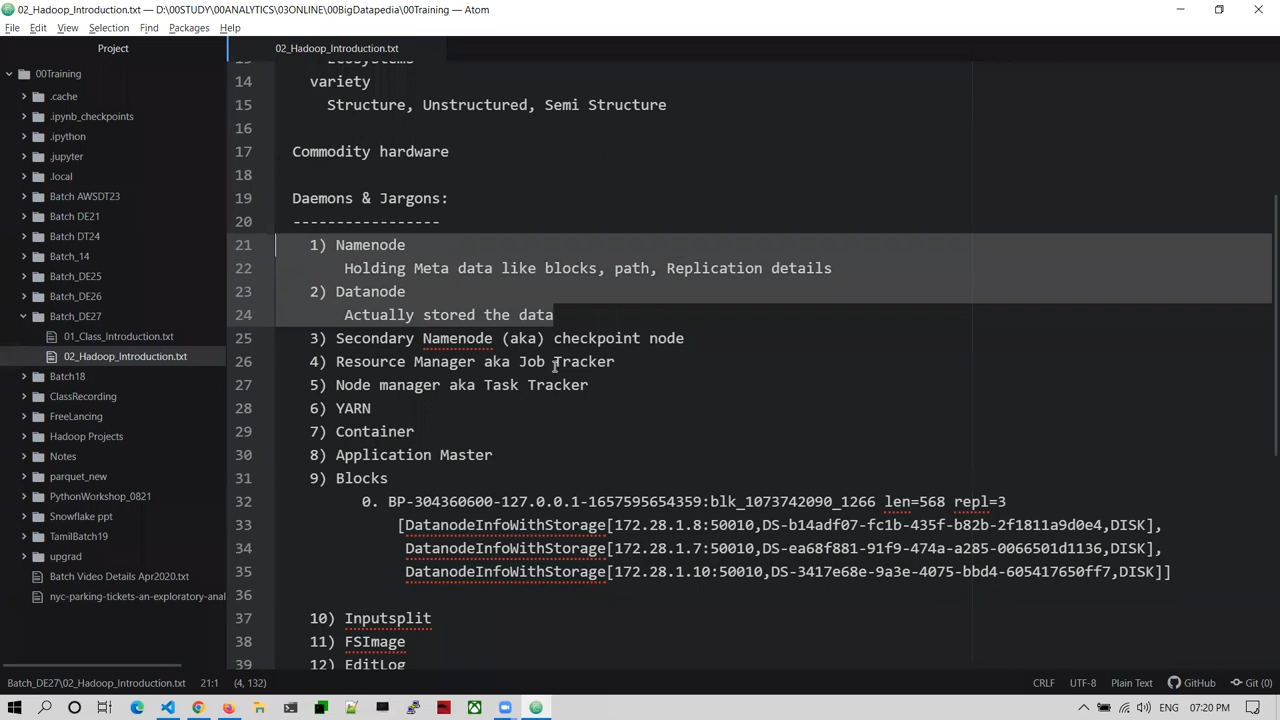 02_Hadoop_Introduction.txt — D:\00STUDY\00ANALYTICS\03ONLINE\00BigDatapedia\00Training — Atom
File Edit View Selection Find Packages Help
Project
00Training
.cache
.ipynb_checkpoints
.ipython
.jupyter
.local
Batch AWSDT23
Batch DE21
Batch DT24
Batch_14
Batch_DE25
Batch_DE26
Batch_DE27
01_Class_Introduction.txt
02_Hadoop_Introduction.txt
Batch18
ClassRecording
FreeLancing
Hadoop Projects
Notes
parquet_new
PythonWorkshop_0821
Snowflake ppt
TamilBatch19
upgrad
Batch Video Details Apr2020.txt
nyc-parking-tickets-an-exploratory-anal
02_Hadoop_Introduction.txt
13 Ecosystems
14 variety
15 Structure, Unstructured, Semi Structure
16
17 Commodity hardware
18
19 Daemons & Jargons:
20 -----------------
21 1) Namenode
22 Holding Meta data like blocks, path, Replication details
23 2) Datanode
24 Actually stored the data
25 3) Secondary Namenode (aka) checkpoint node
26 4) Resource Manager aka Job Tracker
27 5) Node manager aka Task Tracker
28 6) YARN
29 7) Container
30 8) Application Master
31 9) Blocks
32 0. BP-304360600-127.0.0.1-1657595654359:blk_1073742090_1266 len=568 repl=3
33 [DatanodeInfoWithStorage[172.28.1.8:50010,DS-b14adf07-fc1b-435f-b82b-2f1811a9d0e4,DISK],
34 DatanodeInfoWithStorage[172.28.1.7:50010,DS-ea68f881-91f9-474a-a285-0066501d1136,DISK],
35 DatanodeInfoWithStorage[172.28.1.10:50010,DS-3417e68e-9a3e-4075-bbd4-605417650ff7,DISK]]
36
37 10) Inputsplit
38 11) FSImage
39 12) EditLog
Batch_DE27\02_Hadoop_Introduction.txt 21:1 (4, 132) CRLF UTF-8 Plain Text GitHub Git (0)
ENG 07:20 PM